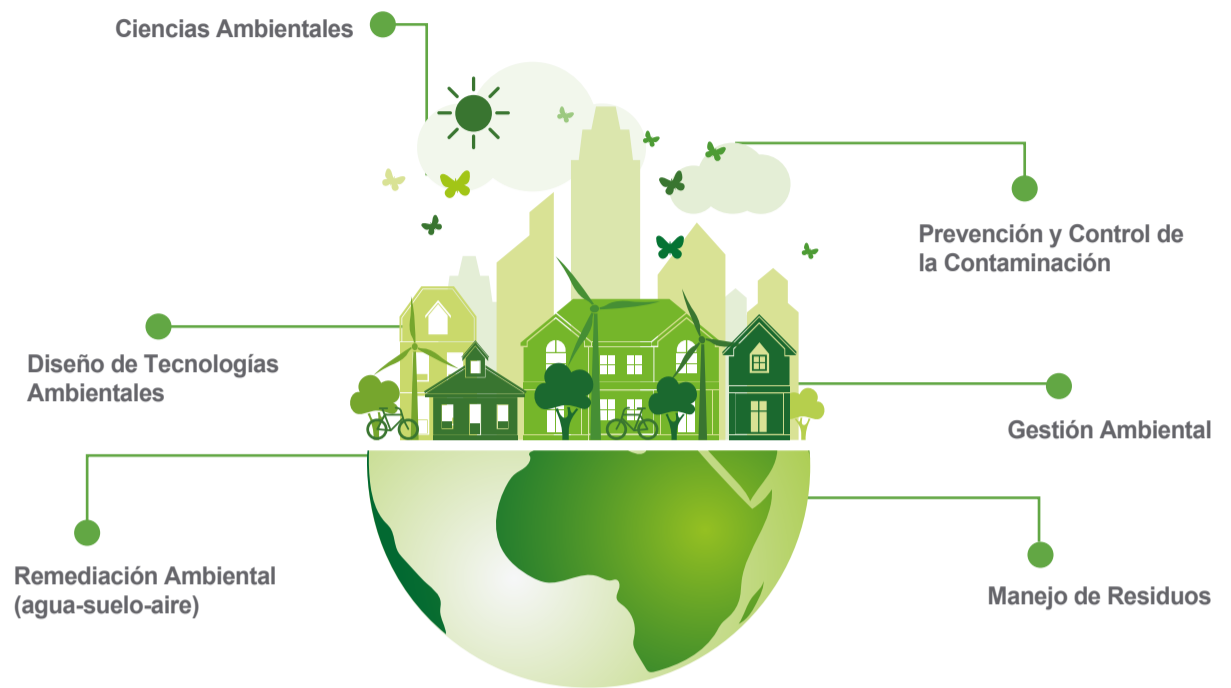 Ciencias Ambientales
Prevención y Control de
la Contaminación
Diseño de Tecnologías
Ambientales
Gestión Ambiental
Remediación Ambiental
(agua-suelo-aire)
Manejo de Residuos